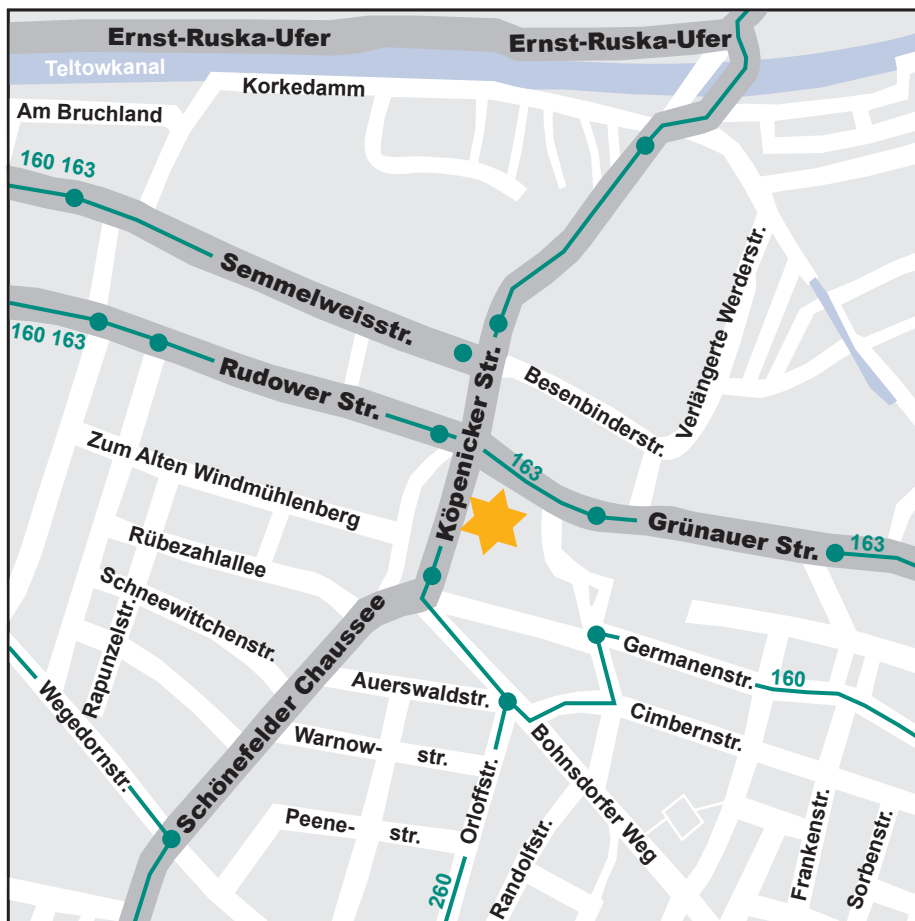 Ernst-Ruska-Ufer
Ernst-Ruska-Ufer
Teltowkanal
Korkedamm
Am Bruchland
160 163
Semmelweisstr.
Verlängerte Werderstr.
160 163
Rudower Str.
Köpenicker Str.
Besenbinderstr.
Zum Alten Windmühlenberg
163
Grünauer Str.
163
Rübezahlallee
Schneewittchenstr.
Rapunzelstr.
Wegedornstr.
Schönefelder Chaussee
Auerswaldstr.
Germanenstr.
160
Cimbernstr.
Warnow-
str.
Bohnsdorfer Weg
Orloffstr.
Peene-
str.
Randolfstr.
Frankenstr.
Sorbenstr.
260